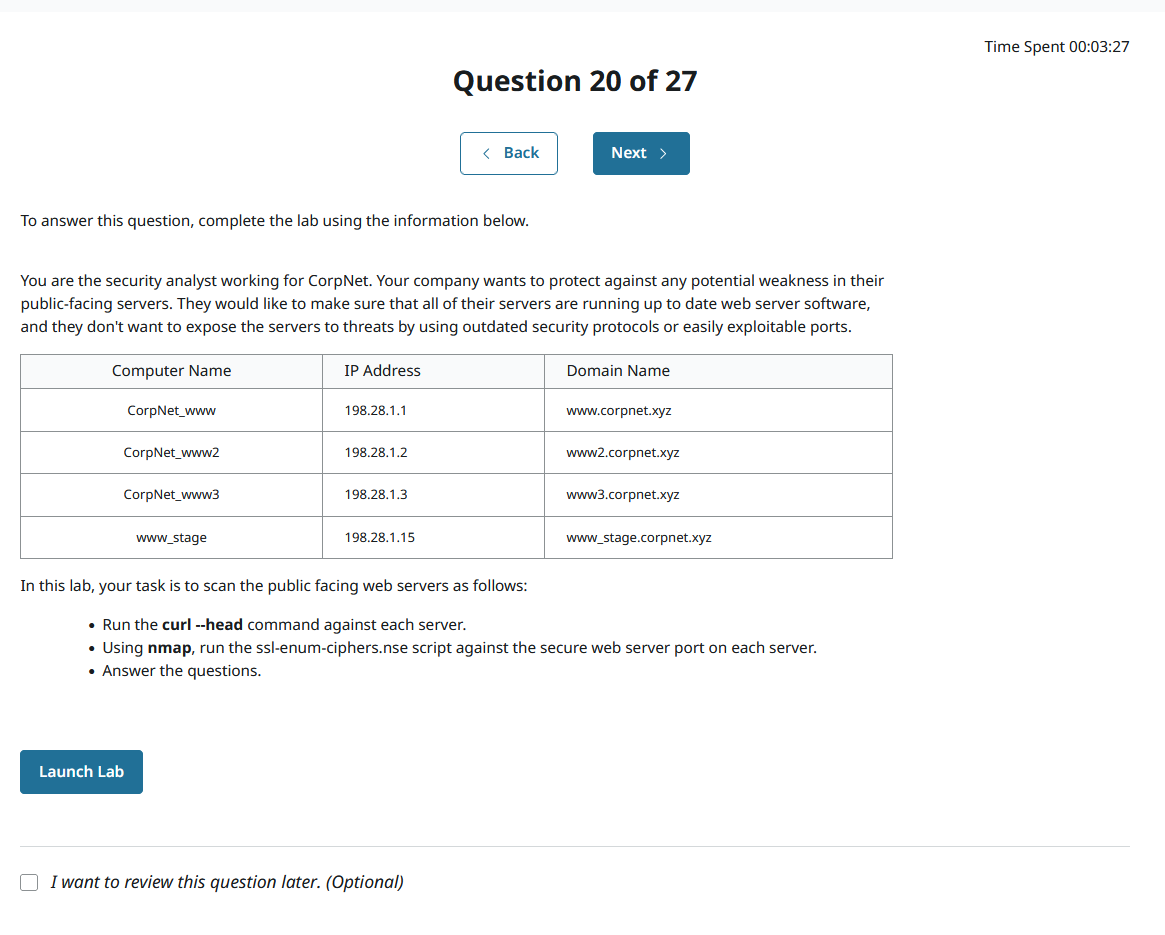 Time Spent 00:03:27
Question 20 of 27
Back Next
To answer this question, complete the lab using the information below.
You are the security analyst working for CorpNet. Your company wants to protect against any potential weakness in their
public-facing servers. They would like to make sure that all of their servers are running up to date web server software,
and they don't want to expose the servers to threats by using outdated security protocols or easily exploitable ports.
Computer Name IP Address Domain Name
CorpNet_www 198.28.1.1 www.corpnet.xyz
CorpNet_www2 198.28.1.2 www2.corpnet.xyz
CorpNet_www3 198.28.1.3 www3.corpnet.xyz
www_stage 198.28.1.15 www_stage.corpnet.xyz
In this lab, your task is to scan the public facing web servers as follows:
• Run the curl --head command against each server.
• Using nmap, run the ssl-enum-ciphers.nse script against the secure web server port on each server.
• Answer the questions.
Launch Lab
I want to review this question later. (Optional)